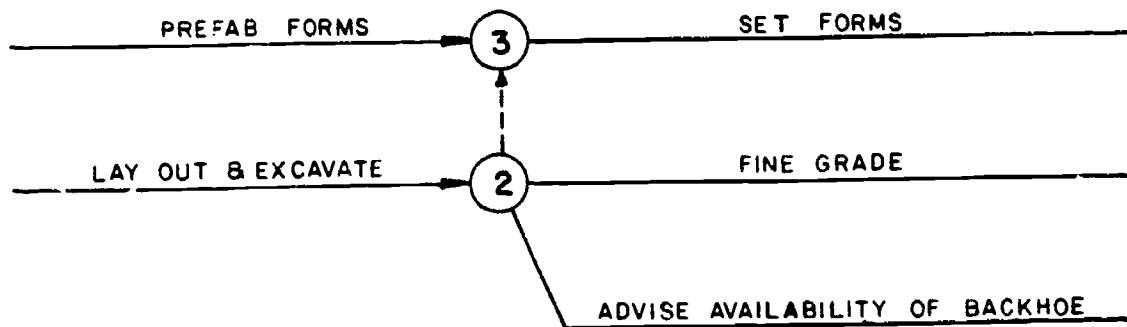 PREFAB FORMS
3
SET FORMS
LAY OUT & EXCAVATE
2
FINE GRADE
ADVISE AVAILABILITY OF BACKHOE